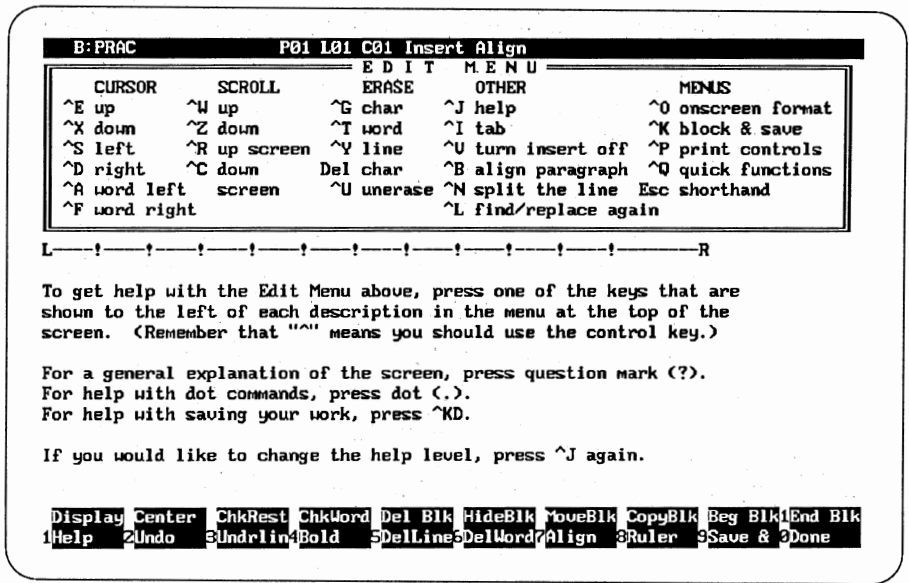 B:PRAC P01 L01 C01 Insert Align
E D I T M E N U
CURSOR SCROLL ERASE OTHER MENUS
^E up ^W up ^G char ^J help ^O onscreen format
^X down ^Z down ^T word ^I tab ^K block & save
^S left ^R up screen ^Y line ^V turn insert off ^P print controls
^D right ^C down Del char ^B align paragraph ^Q quick functions
^A word left screen ^U unerase ^N split the line Esc shorthand
^F word right ^L find/replace again
L----!----!----!----!----!----!----!----!----!----!----!--------R
To get help with the Edit Menu above, press one of the keys that are
shown to the left of each description in the menu at the top of the
screen. (Remember that "^" means you should use the control key.)
For a general explanation of the screen, press question mark (?).
For help with dot commands, press dot (.).
For help with saving your work, press ^KD.
If you would like to change the help level, press ^J again.
Display Center ChkRest ChkWord Del Blk HideBlk MoveBlk CopyBlk Beg Blk1End Blk
1Help 2Undo 3Undrlin4Bold 5DelLine6DelWord7Align 8Ruler 9Save & 0Done